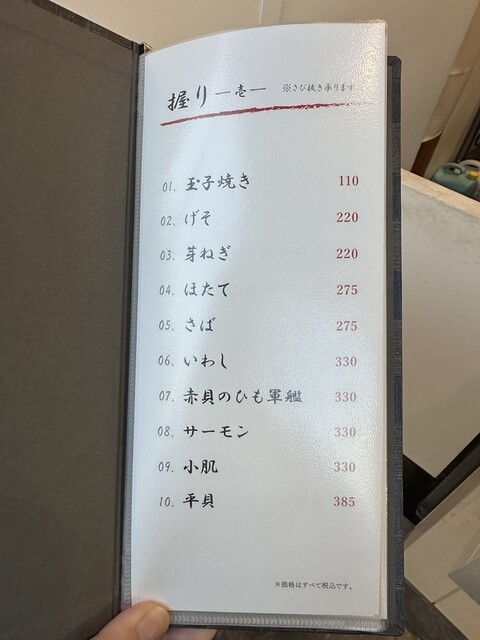 握り ー壱ー ※さび抜き承ります
01. 玉子焼き 110
02. げそ 220
03. 芽ねぎ 220
04. ほたて 275
05. さば 275
06. いわし 330
07. 赤貝のひも軍艦 330
08. サーモン 330
09. 小肌 330
10. 平貝 385
※価格はすべて税込です。